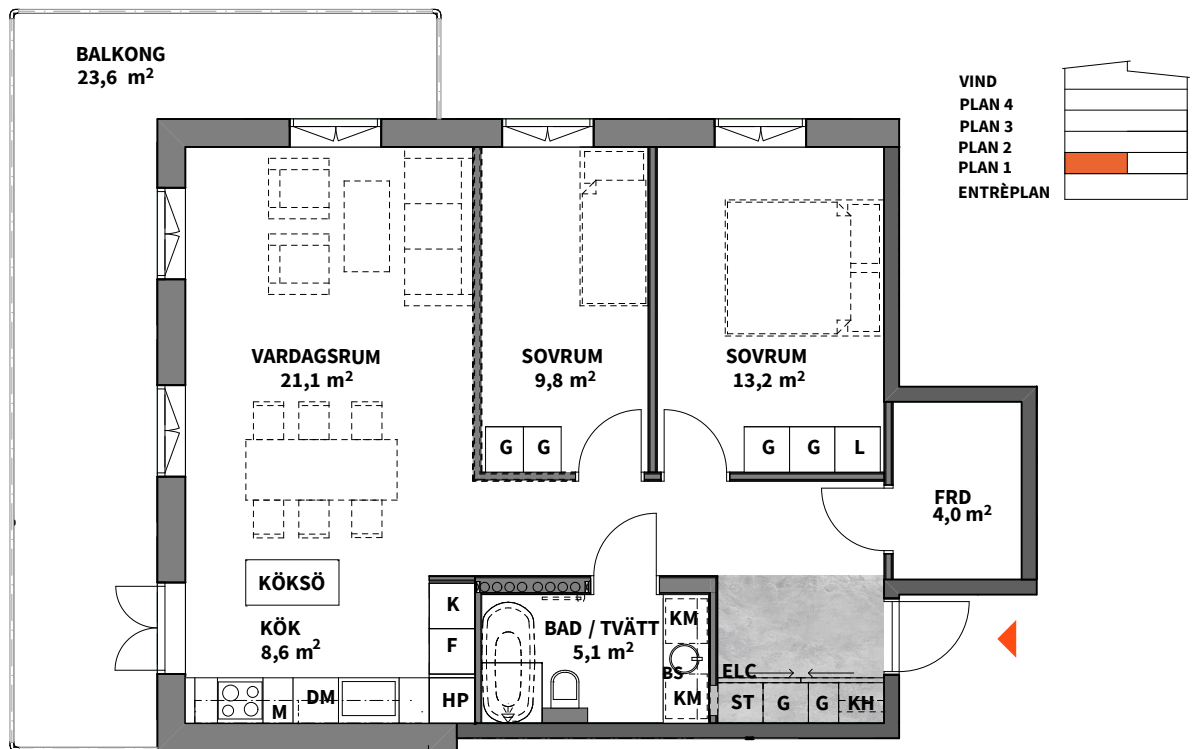 BALKONG
23,6 m²
VIND
PLAN 4
PLAN 3
PLAN 2
PLAN 1
ENTRÈPLAN
VARDAGSRUM
21,1 m²
SOVRUM
9,8 m²
SOVRUM
13,2 m²
G G
G G L
FRD
4,0 m²
KÖKSÖ
KÖK
8,6 m²
K
F
HP
M
DM
BAD / TVÄTT
5,1 m²
KM
BS
KM
ELC
ST G G KH